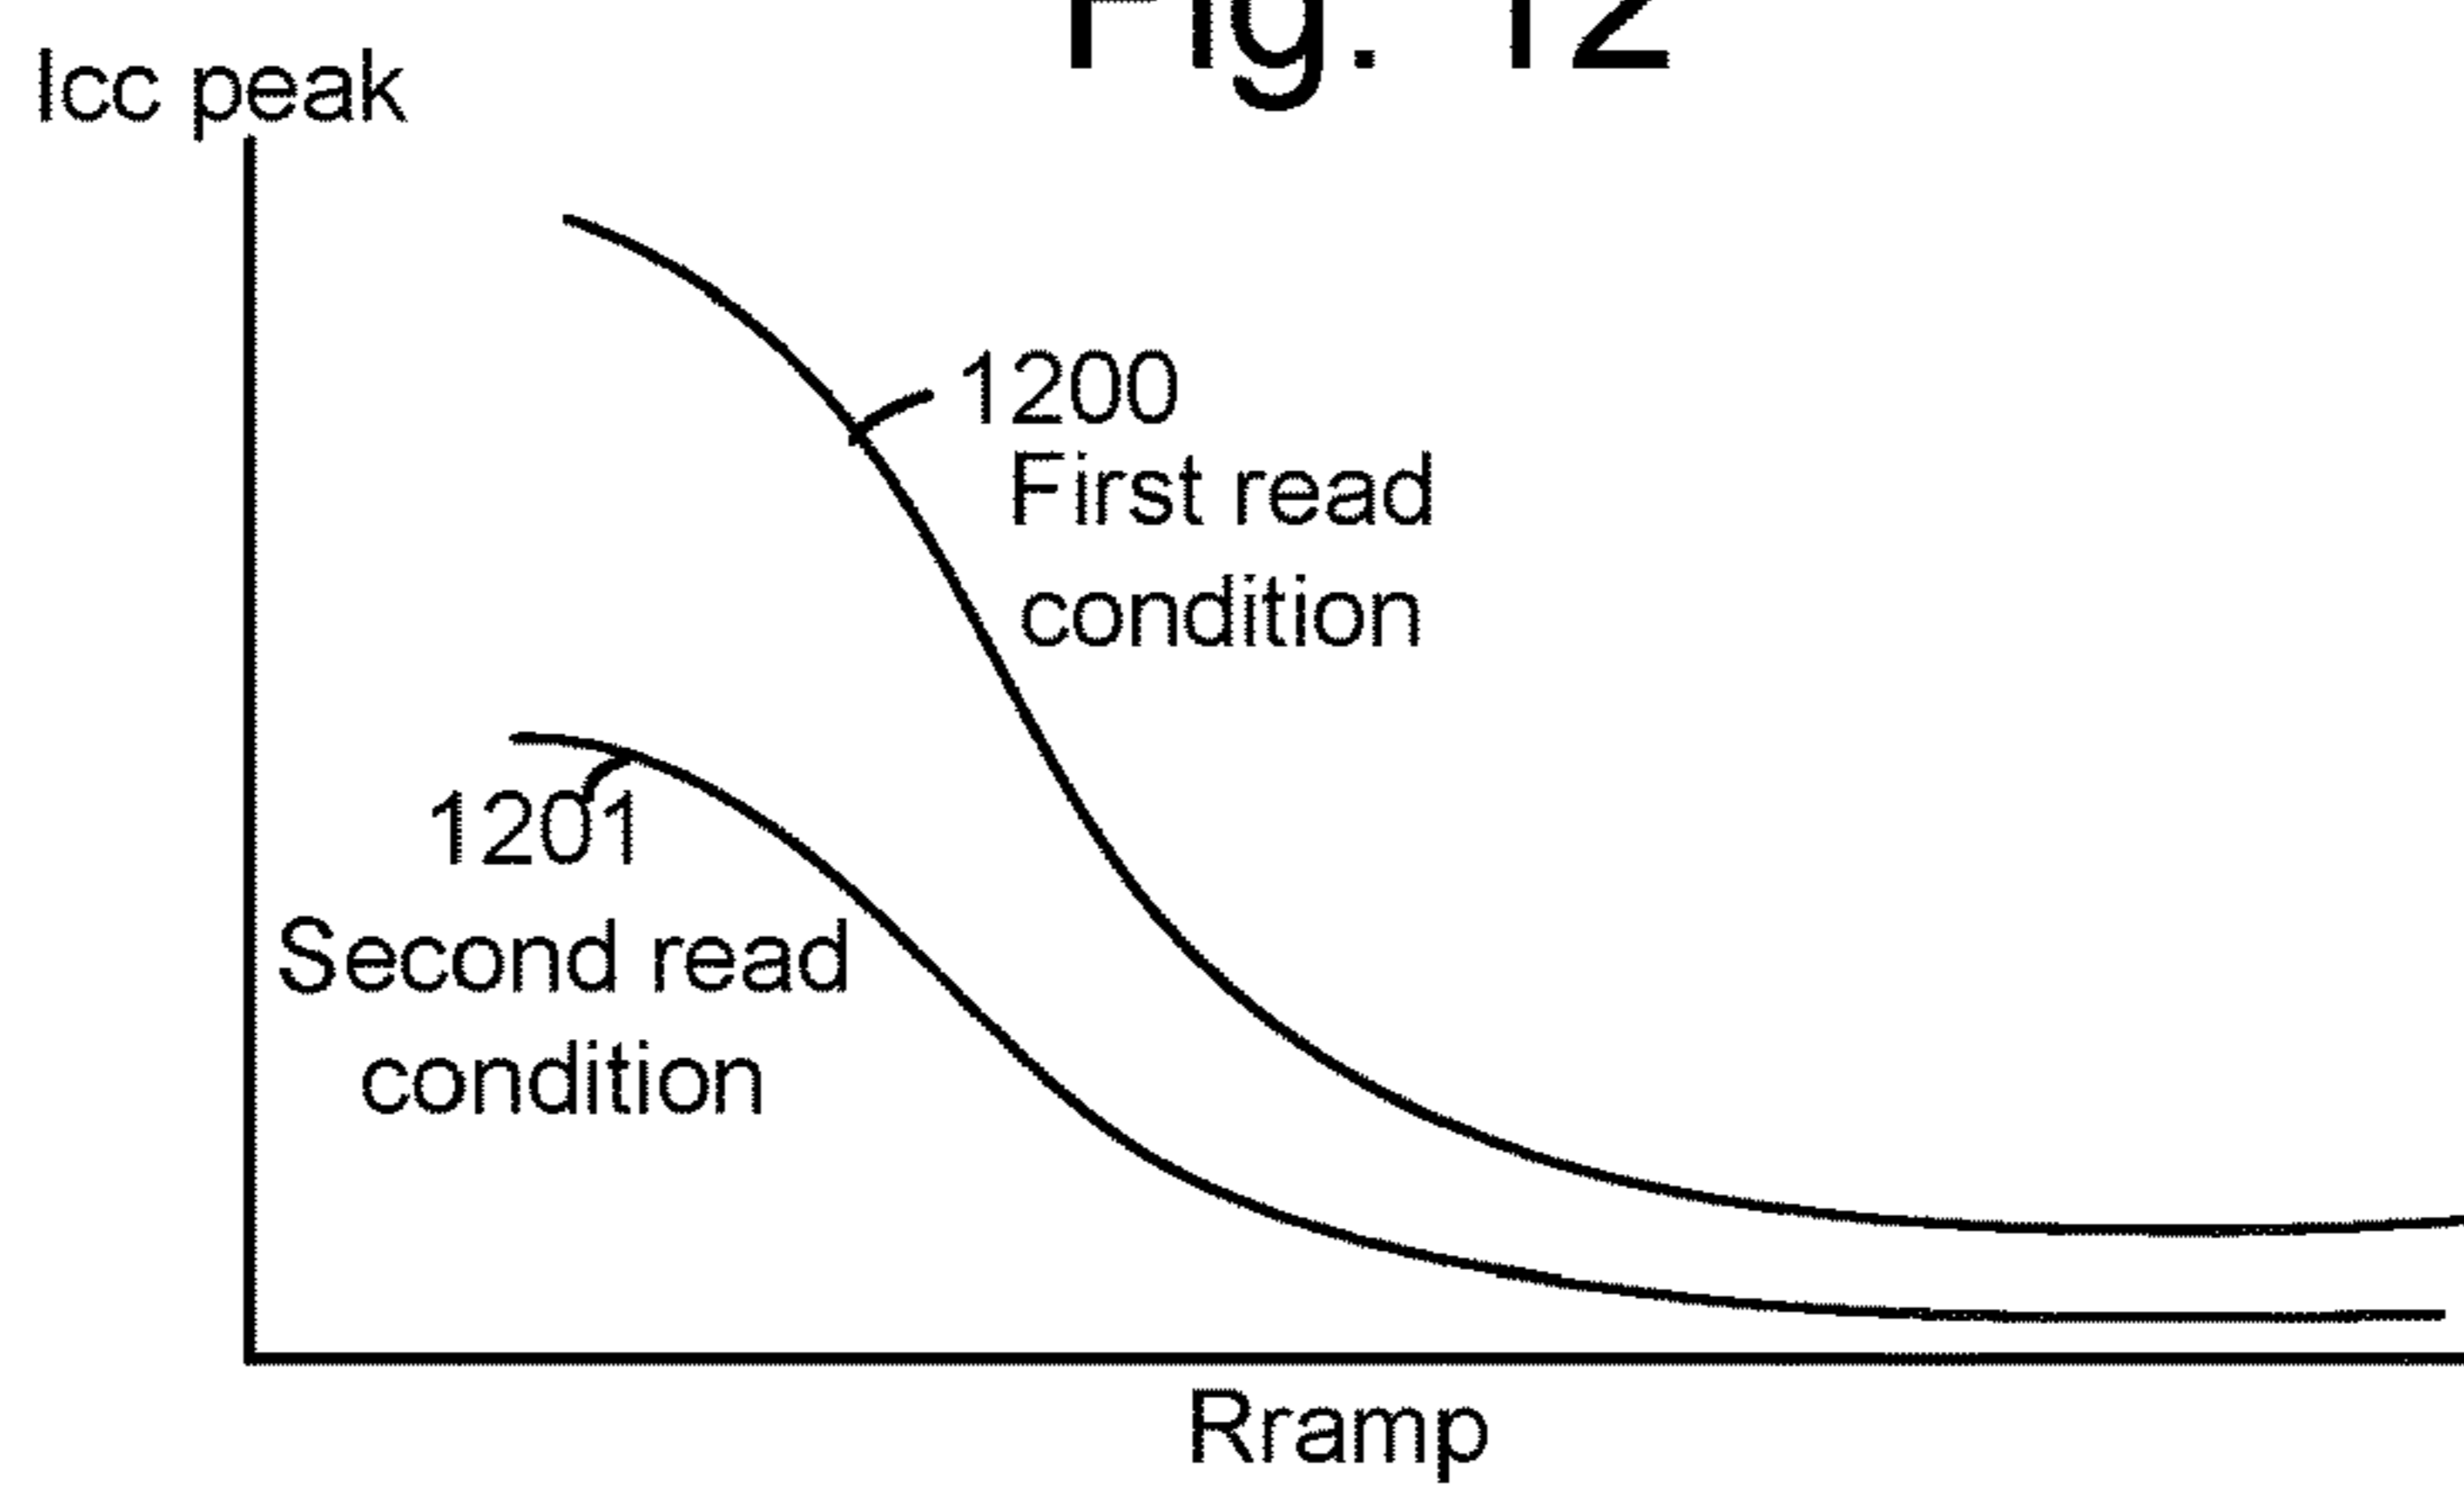 Fig. 12
Icc peak
1200
First read
condition
1201
Second read
condition
Rramp